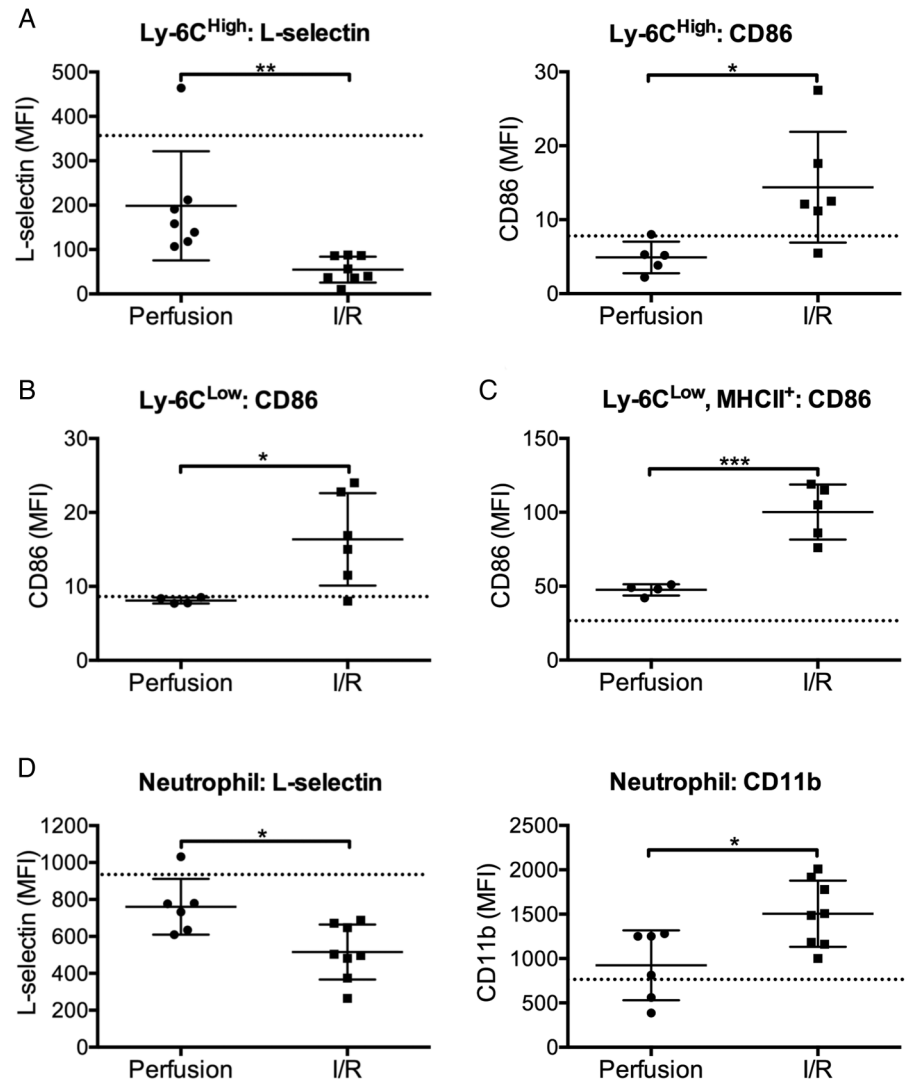 A
Ly-6CHigh: L-selectin
L-selectin (MFI)
500
400
300
200
100
0
**
Perfusion
I/R
Ly-6CHigh: CD86
CD86 (MFI)
30
20
10
0
*
Perfusion
I/R
B
Ly-6CLow: CD86
CD86 (MFI)
30
20
10
0
*
Perfusion
I/R
C
Ly-6CLow, MHCII+: CD86
CD86 (MFI)
150
100
50
0
***
Perfusion
I/R
D
Neutrophil: L-selectin
L-selectin (MFI)
1200
1000
800
600
400
200
0
*
Perfusion
I/R
Neutrophil: CD11b
CD11b (MFI)
2500
2000
1500
1000
500
0
*
Perfusion
I/R